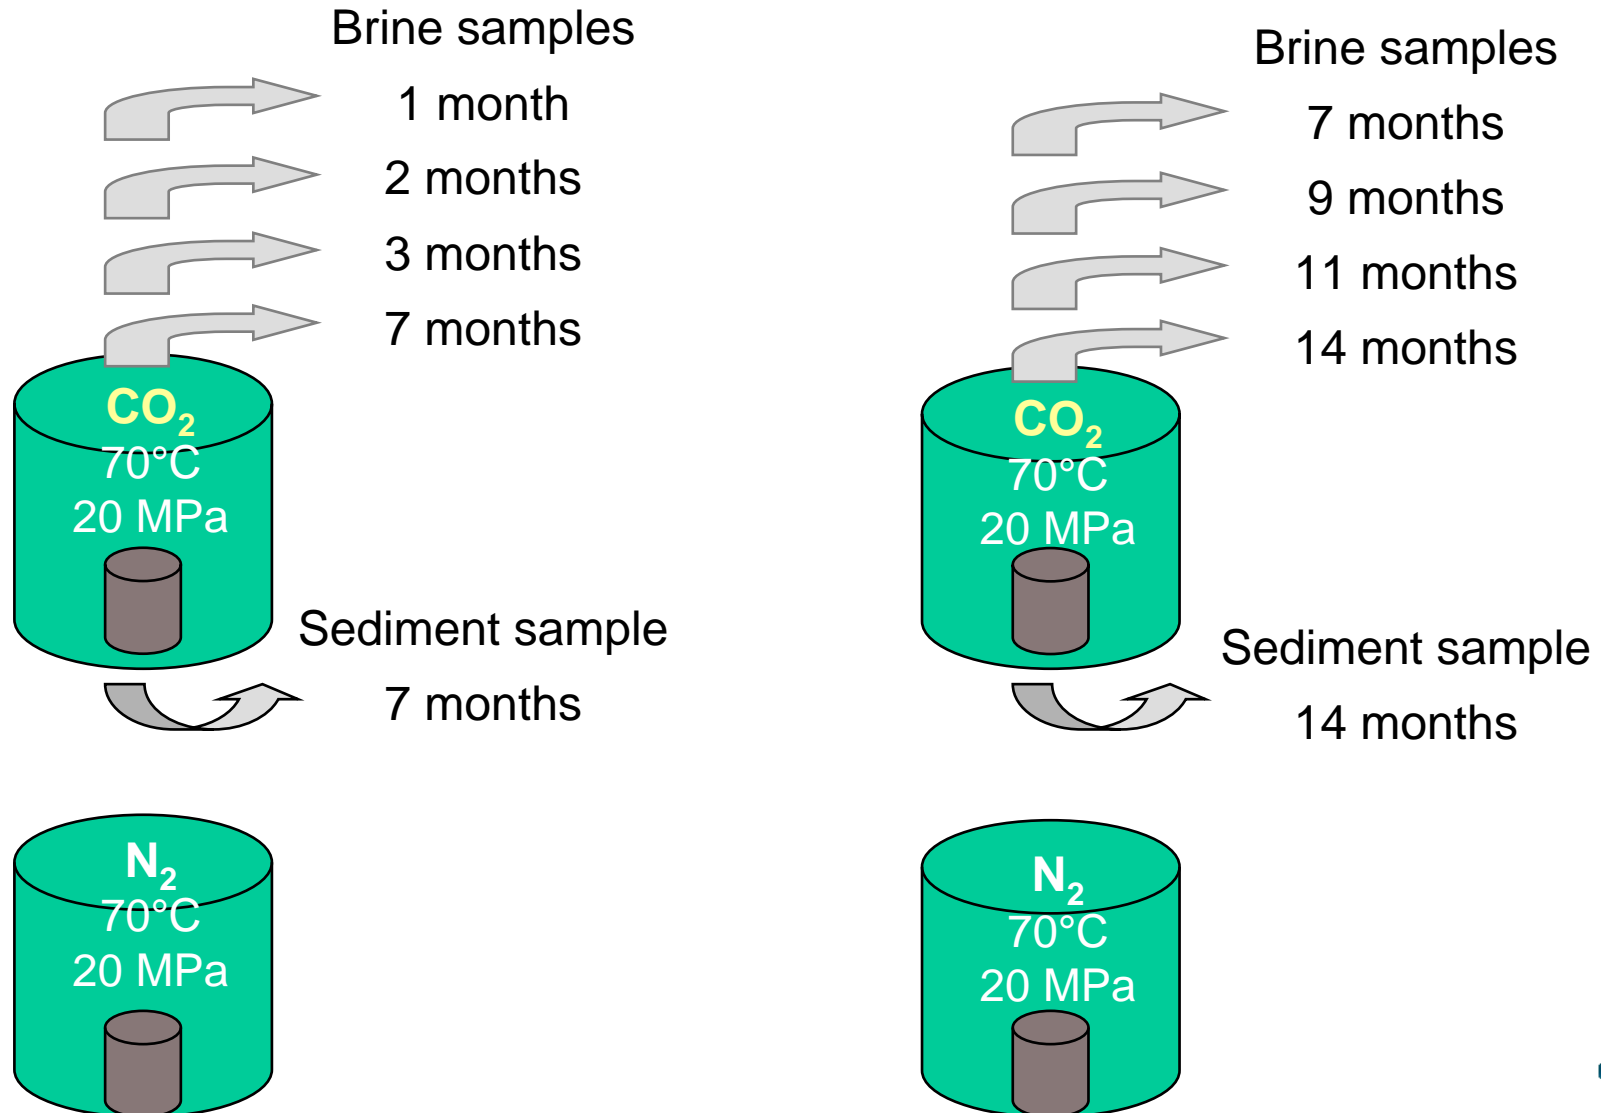 Brine samples
1 month
2 months
3 months
7 months
CO₂
70°C
20 MPa
Sediment sample
7 months
N₂
70°C
20 MPa
Brine samples
7 months
9 months
11 months
14 months
CO₂
70°C
20 MPa
Sediment sample
14 months
N₂
70°C
20 MPa